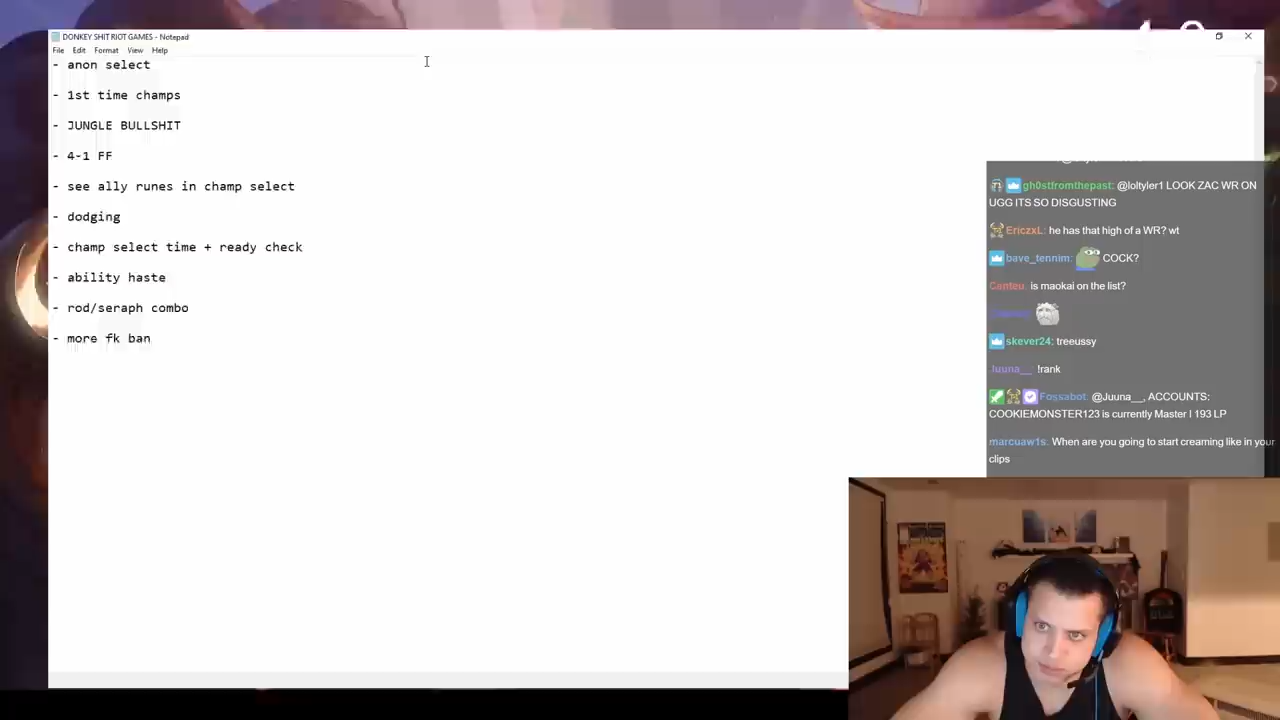 DONKEY SHIT RIOT GAMES - Notepad
File Edit Format View Help
- anon select
- 1st time champs
- JUNGLE BULLSHIT
- 4-1 FF
- see ally runes in champ select
- dodging
- champ select time + ready check
- ability haste
- rod/seraph combo
- more fk ban
gh0stfromthepast: @loltyler1 LOOK ZAC WR ON
UGG ITS SO DISGUSTING
EriczxL: he has that high of a WR? wt
bave_tennim: COCK?
Canteu: is maokai on the list?
skever24: treeussy
Juuna__: !rank
Fossabot: @Juuna__, ACCOUNTS:
COOKIEMONSTER123 is currently Master I 193 LP
marcuaw1s: When are you going to start creaming like in your
clips